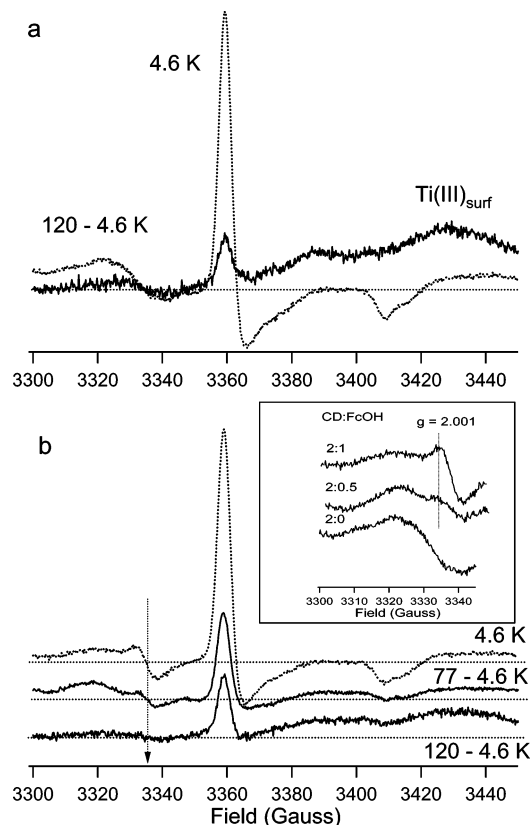 a
4.6 K
Ti(III)surf
120 - 4.6 K
3300 3320 3340 3360 3380 3400 3420 3440
b
CD:FcOH
g = 2.001
2:1
2:0.5
2:0
3300 3310 3320 3330 3340
Field (Gauss)
4.6 K
77 - 4.6 K
120 - 4.6 K
3300 3320 3340 3360 3380 3400 3420 3440
Field (Gauss)